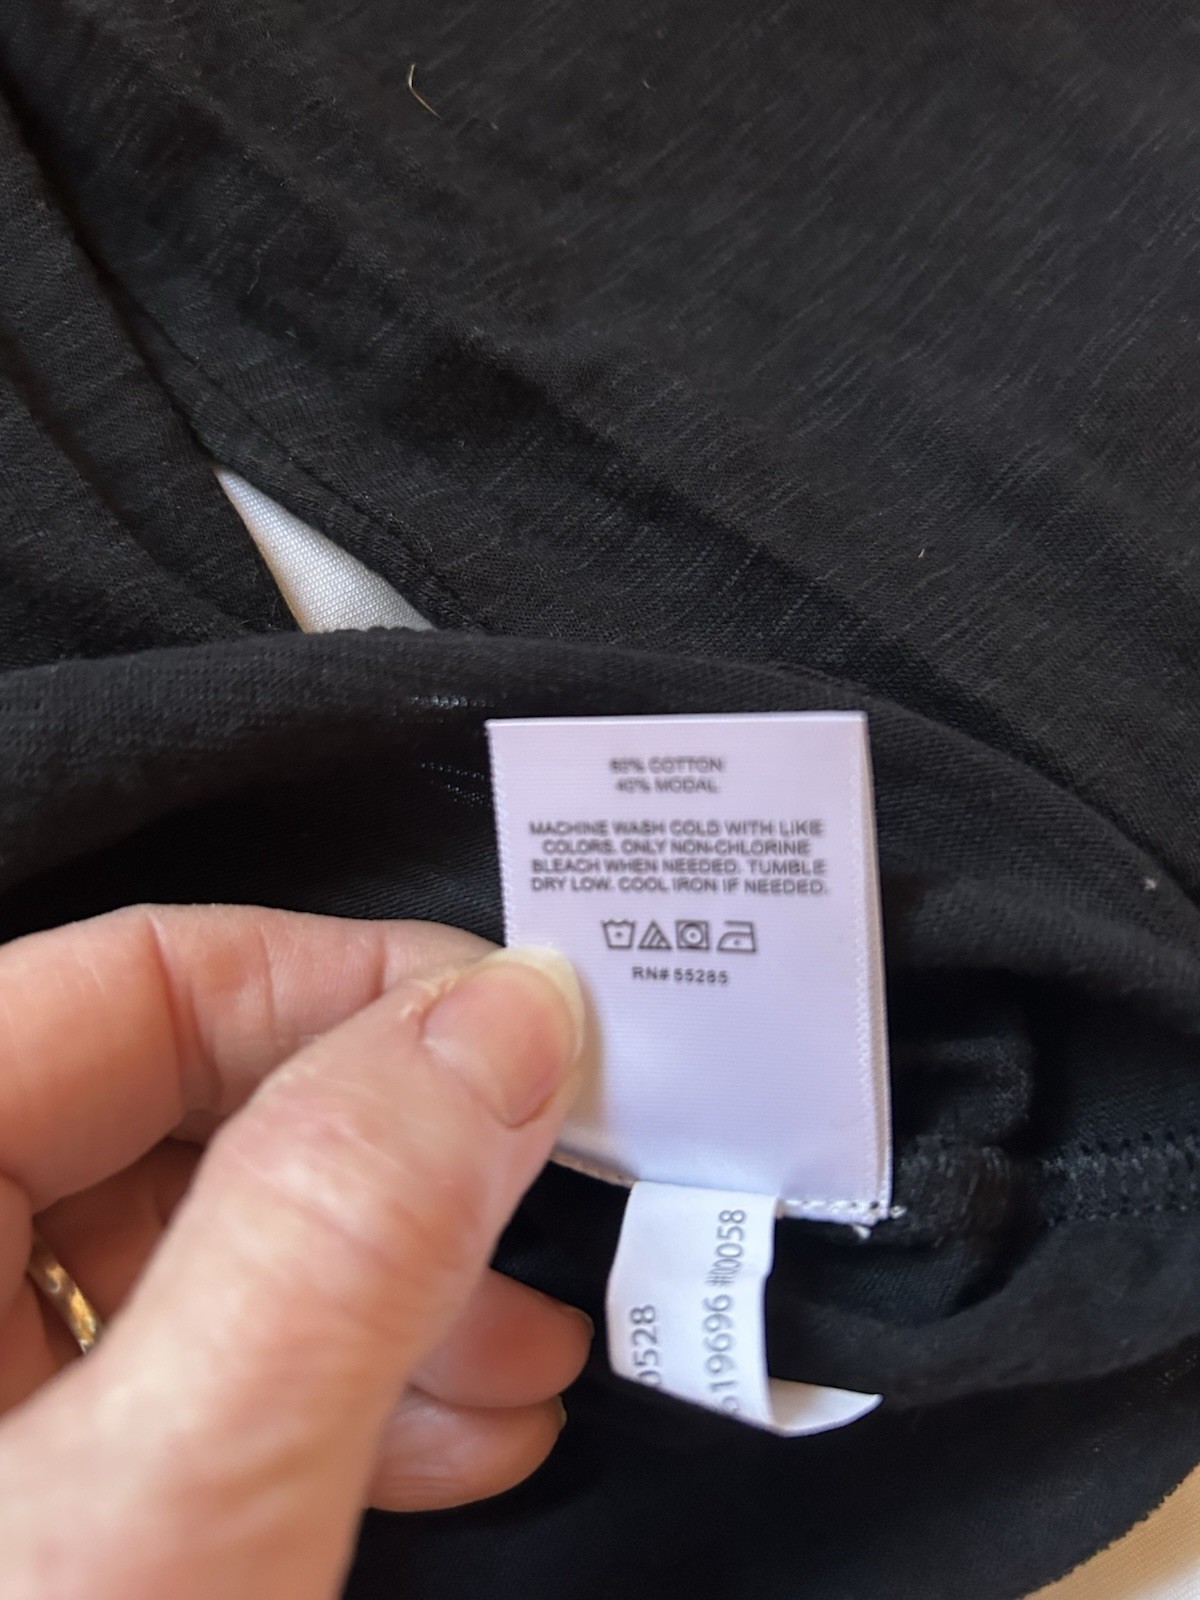 60% COTTON
40% MODAL
MACHINE WASH COLD WITH LIKE
COLORS. ONLY NON-CHLORINE
BLEACH WHEN NEEDED. TUMBLE
DRY LOW. COOL IRON IF NEEDED.
RN# 55285
0528
619696 #0058